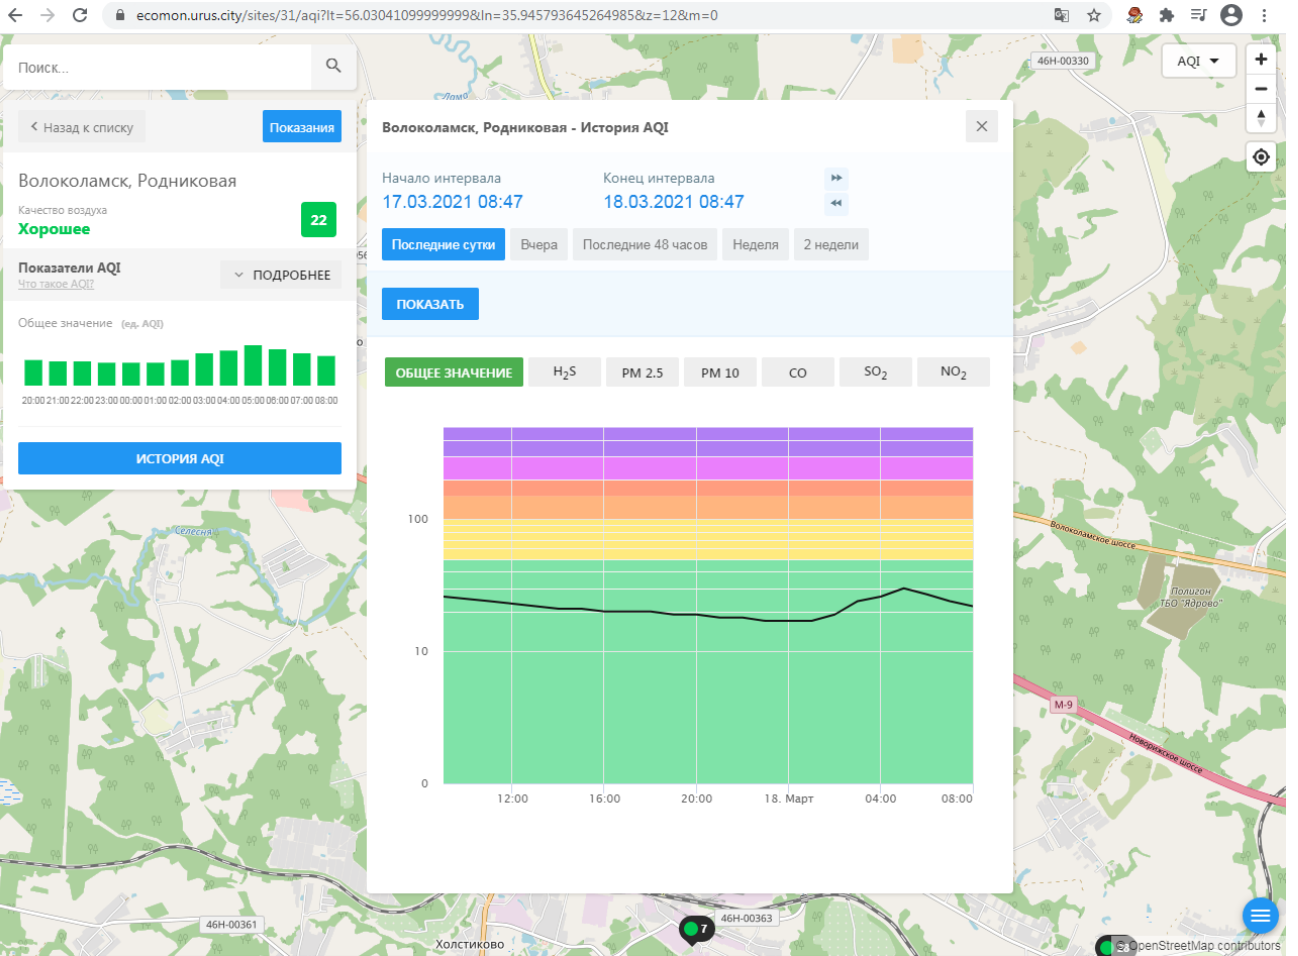 ecomon.urus.city/sites/31/aqi?lt=56.03041099999999&ln=35.945793645264985&z=12&m=0
Поиск...
46Н-00330
AQI
Лама
Назад к списку
Показания
Волоколамск, Родниковая - История AQI
Волоколамск, Родниковая
Качество воздуха
Хорошее
22
Начало интервала
Конец интервала
17.03.2021 08:47
18.03.2021 08:47
Последние сутки
Вчера
Последние 48 часов
Неделя
2 недели
Показатели AQI
Что такое AQI?
ПОДРОБНЕЕ
ПОКАЗАТЬ
Общее значение (ед. AQI)
20:00 21:00 22:00 23:00 00:00 01:00 02:00 03:00 04:00 05:00 06:00 07:00 08:00
ОБЩЕЕ ЗНАЧЕНИЕ
H2S
PM 2.5
PM 10
CO
SO2
NO2
ИСТОРИЯ AQI
100
10
0
12:00
16:00
20:00
18. Март
04:00
08:00
Селесня
Волоколамское шоссе
Полигон
ТБО "Ядрово"
М-9
Новорижское шоссе
46Н-00361
46Н-00363
7
Холстиково
23
© OpenStreetMap contributors